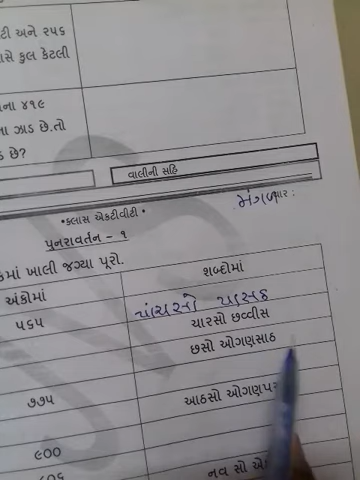 ટી અને ૨૫૬
સે કુલ કેટલી
ના ૪૧૯
ા ઝાડ છે.તો
છે?
વાલીની સહિ
•ક્લાસ એક્ટીવીટી •
મંગળવાર:
પુનરાવર્તન - ૧
કમાં ખાલી જગ્યા પૂરો.
અંકોમાં શબ્દોમાં
૫૬૫ પાંચસો પાસઠ
ચારસો છવ્વીસ
છસો ઓગણસાઠ
૭૭૫
આઠસો
૯૦૦
નવ સો